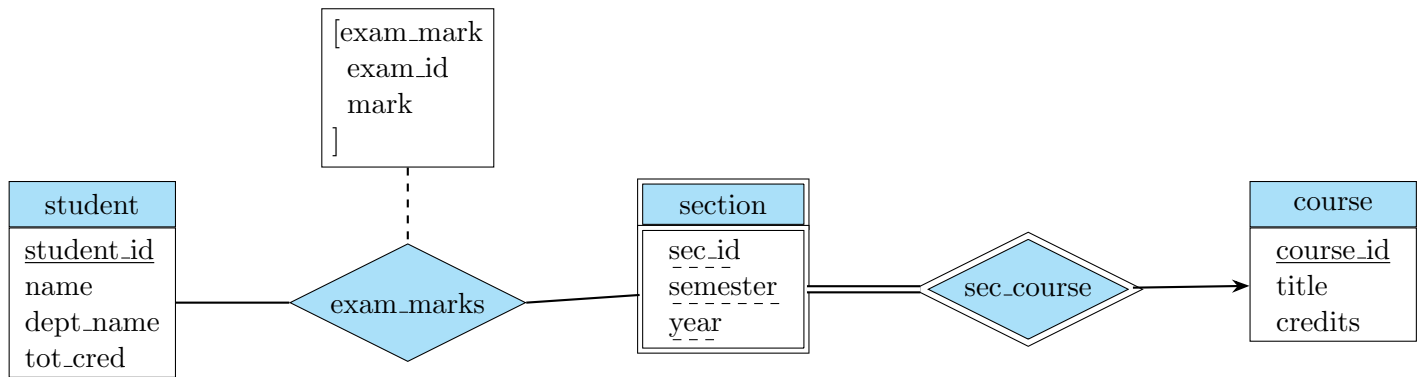 [exam_mark
exam_id
mark
]
student
student_id
name
dept_name
tot_cred
exam_marks
section
sec_id
semester
year
sec_course
course
course_id
title
credits